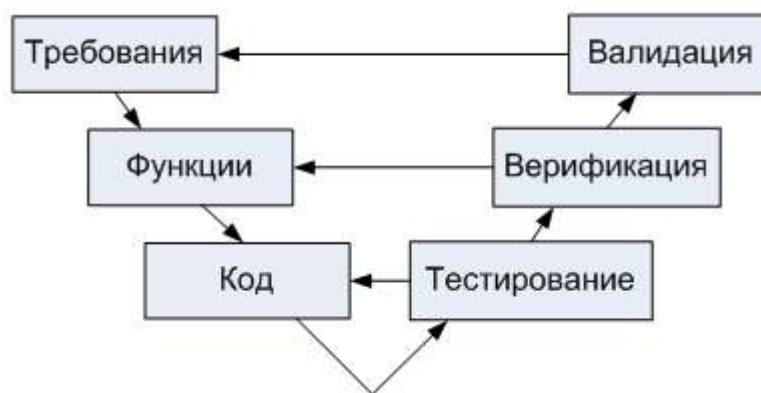 Требования
Валидация
Функции
Верификация
Код
Тестирование